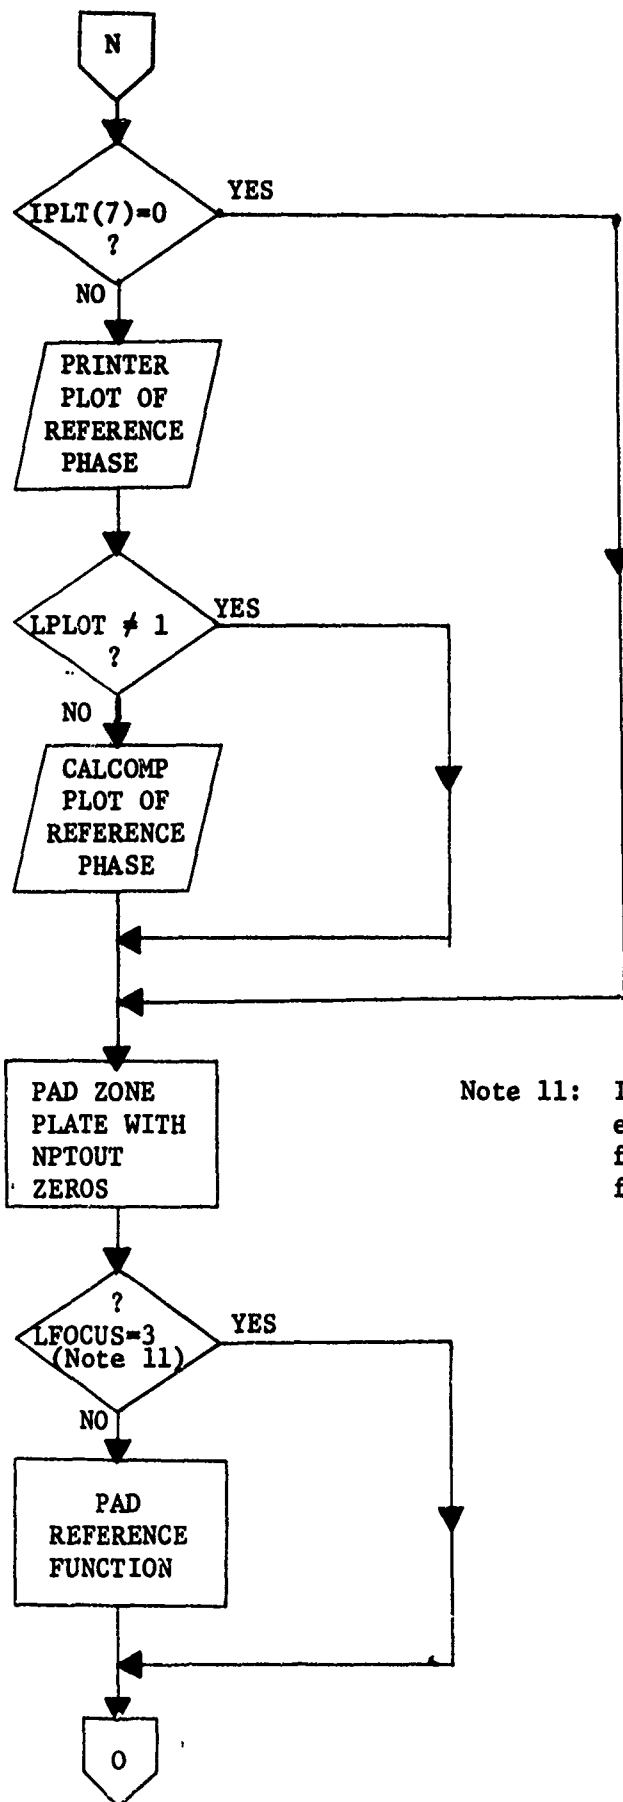 N
IPLT(7)=0
?
YES
NO
PRINTER
PLOT OF
REFERENCE
PHASE
LPLOT ≠ 1
?
YES
NO
CALCOMP
PLOT OF
REFERENCE
PHASE
PAD ZONE
PLATE WITH
NPTOUT
ZEROS
Note 11:
?
LFOCUS=3
(Note 11)
YES
NO
PAD
REFERENCE
FUNCTION
O